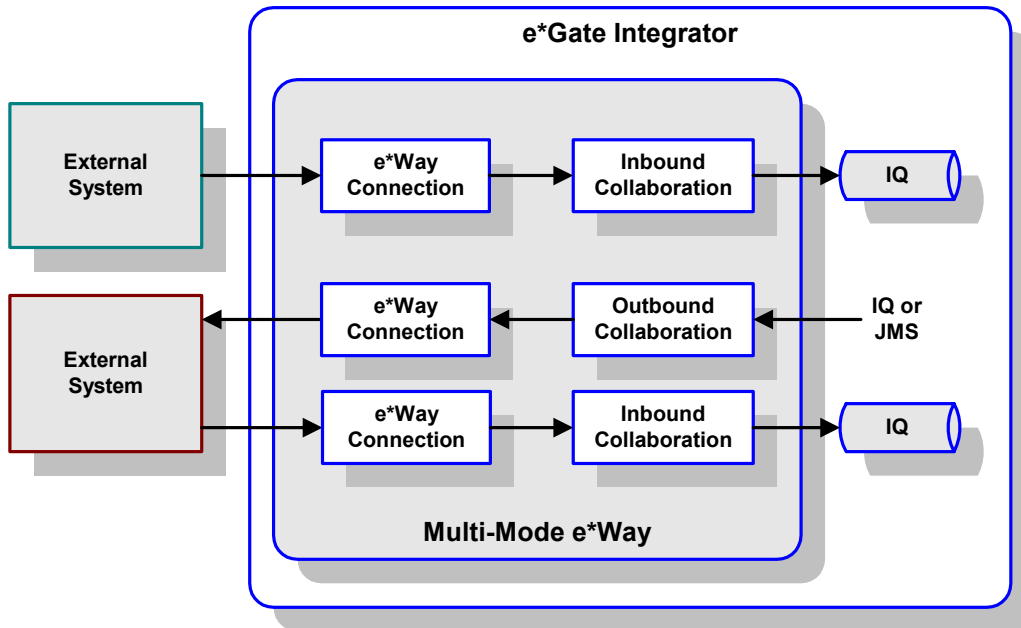 e*Gate Integrator
External
System
e*Way
Connection
Inbound
Collaboration
IQ
External
System
e*Way
Connection
Outbound
Collaboration
IQ or
JMS
e*Way
Connection
Inbound
Collaboration
IQ
Multi-Mode e*Way